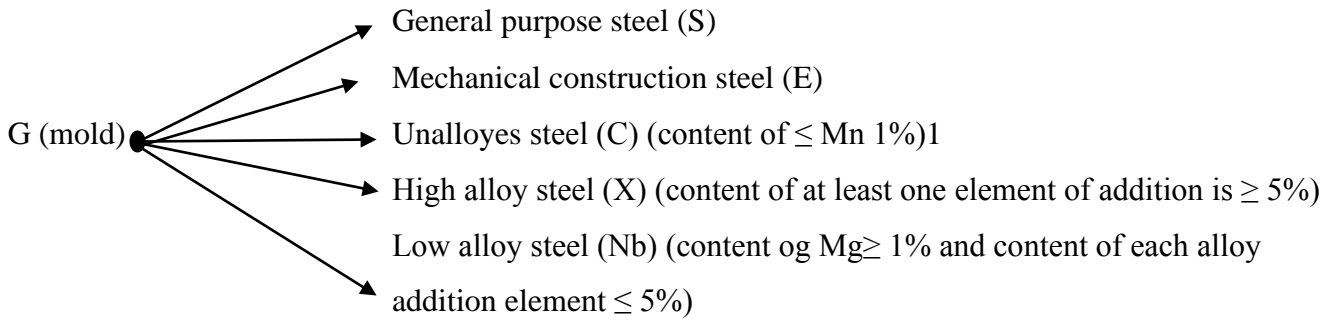 General purpose steel (S)
Mechanical construction steel (E)
G (mold)
Unalloyes steel (C) (content of ≤ Mn 1%)1
High alloy steel (X) (content of at least one element of addition is ≥ 5%)
Low alloy steel (Nb) (content og Mg≥ 1% and content of each alloy
addition element ≤ 5%)